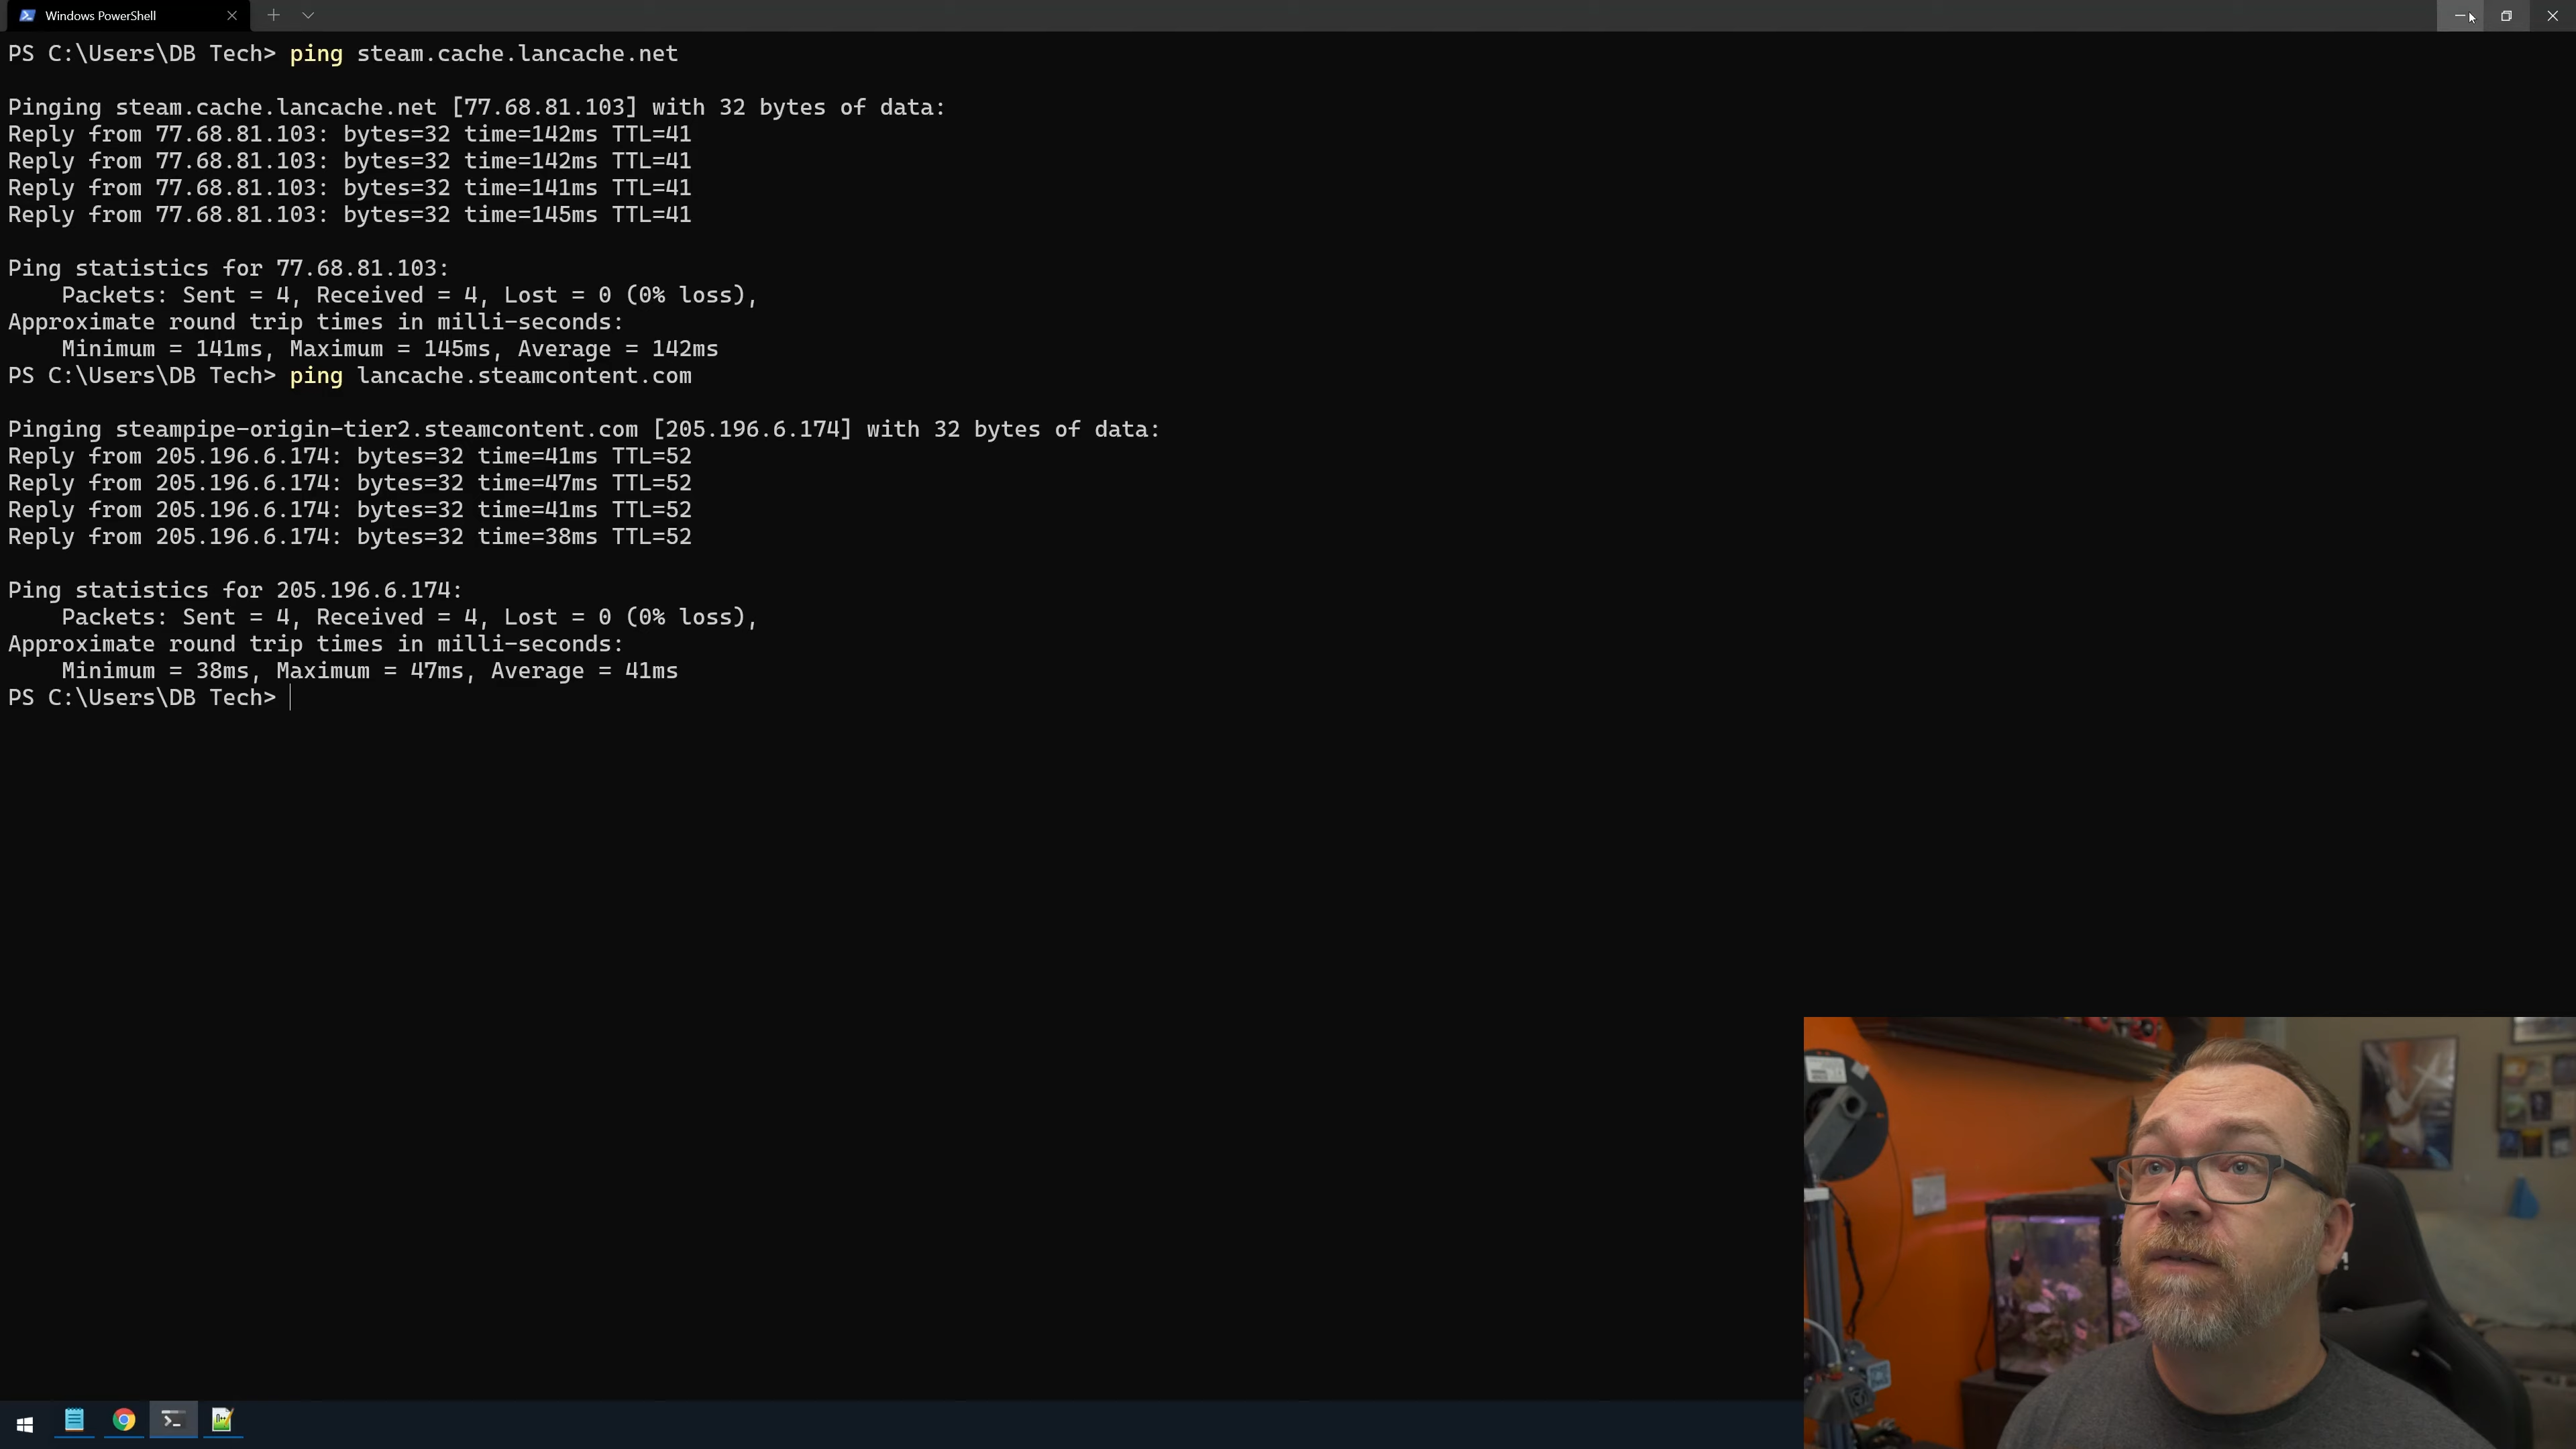 Windows PowerShell
PS C:\Users\DB Tech> ping steam.cache.lancache.net
Pinging steam.cache.lancache.net [77.68.81.103] with 32 bytes of data:
Reply from 77.68.81.103: bytes=32 time=142ms TTL=41
Reply from 77.68.81.103: bytes=32 time=142ms TTL=41
Reply from 77.68.81.103: bytes=32 time=141ms TTL=41
Reply from 77.68.81.103: bytes=32 time=145ms TTL=41
Ping statistics for 77.68.81.103:
Packets: Sent = 4, Received = 4, Lost = 0 (0% loss),
Approximate round trip times in milli-seconds:
Minimum = 141ms, Maximum = 145ms, Average = 142ms
PS C:\Users\DB Tech> ping lancache.steamcontent.com
Pinging steampipe-origin-tier2.steamcontent.com [205.196.6.174] with 32 bytes of data:
Reply from 205.196.6.174: bytes=32 time=41ms TTL=52
Reply from 205.196.6.174: bytes=32 time=47ms TTL=52
Reply from 205.196.6.174: bytes=32 time=41ms TTL=52
Reply from 205.196.6.174: bytes=32 time=38ms TTL=52
Ping statistics for 205.196.6.174:
Packets: Sent = 4, Received = 4, Lost = 0 (0% loss),
Approximate round trip times in milli-seconds:
Minimum = 38ms, Maximum = 47ms, Average = 41ms
PS C:\Users\DB Tech>